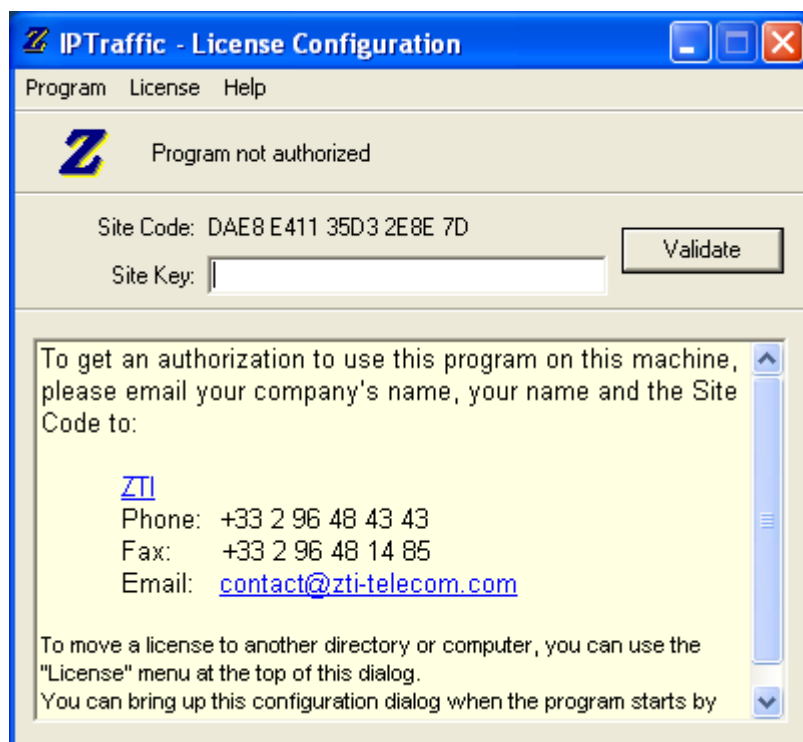 IPTraffic - License Configuration
Program License Help
Program not authorized
Site Code: DAE8 E411 35D3 2E8E 7D
Validate
Site Key:
To get an authorization to use this program on this machine,
please email your company's name, your name and the Site
Code to:
ZTI
Phone: +33 2 96 48 43 43
Fax: +33 2 96 48 14 85
Email: contact@zti-telecom.com
To move a license to another directory or computer, you can use the
"License" menu at the top of this dialog.
You can bring up this configuration dialog when the program starts by